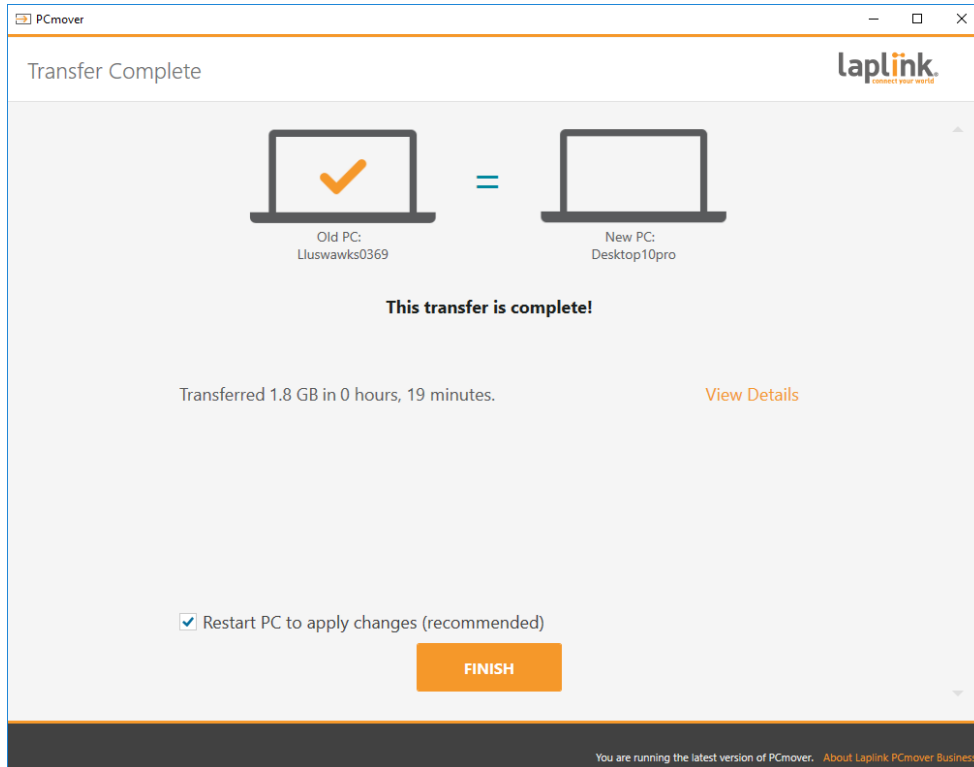 PCmover
Transfer Complete
laplink.
connect your world
=
Old PC:
Lluswawks0369
New PC:
Desktop10pro
This transfer is complete!
Transferred 1.8 GB in 0 hours, 19 minutes.
View Details
Restart PC to apply changes (recommended)
FINISH
You are running the latest version of PCmover. About Laplink PCmover Business